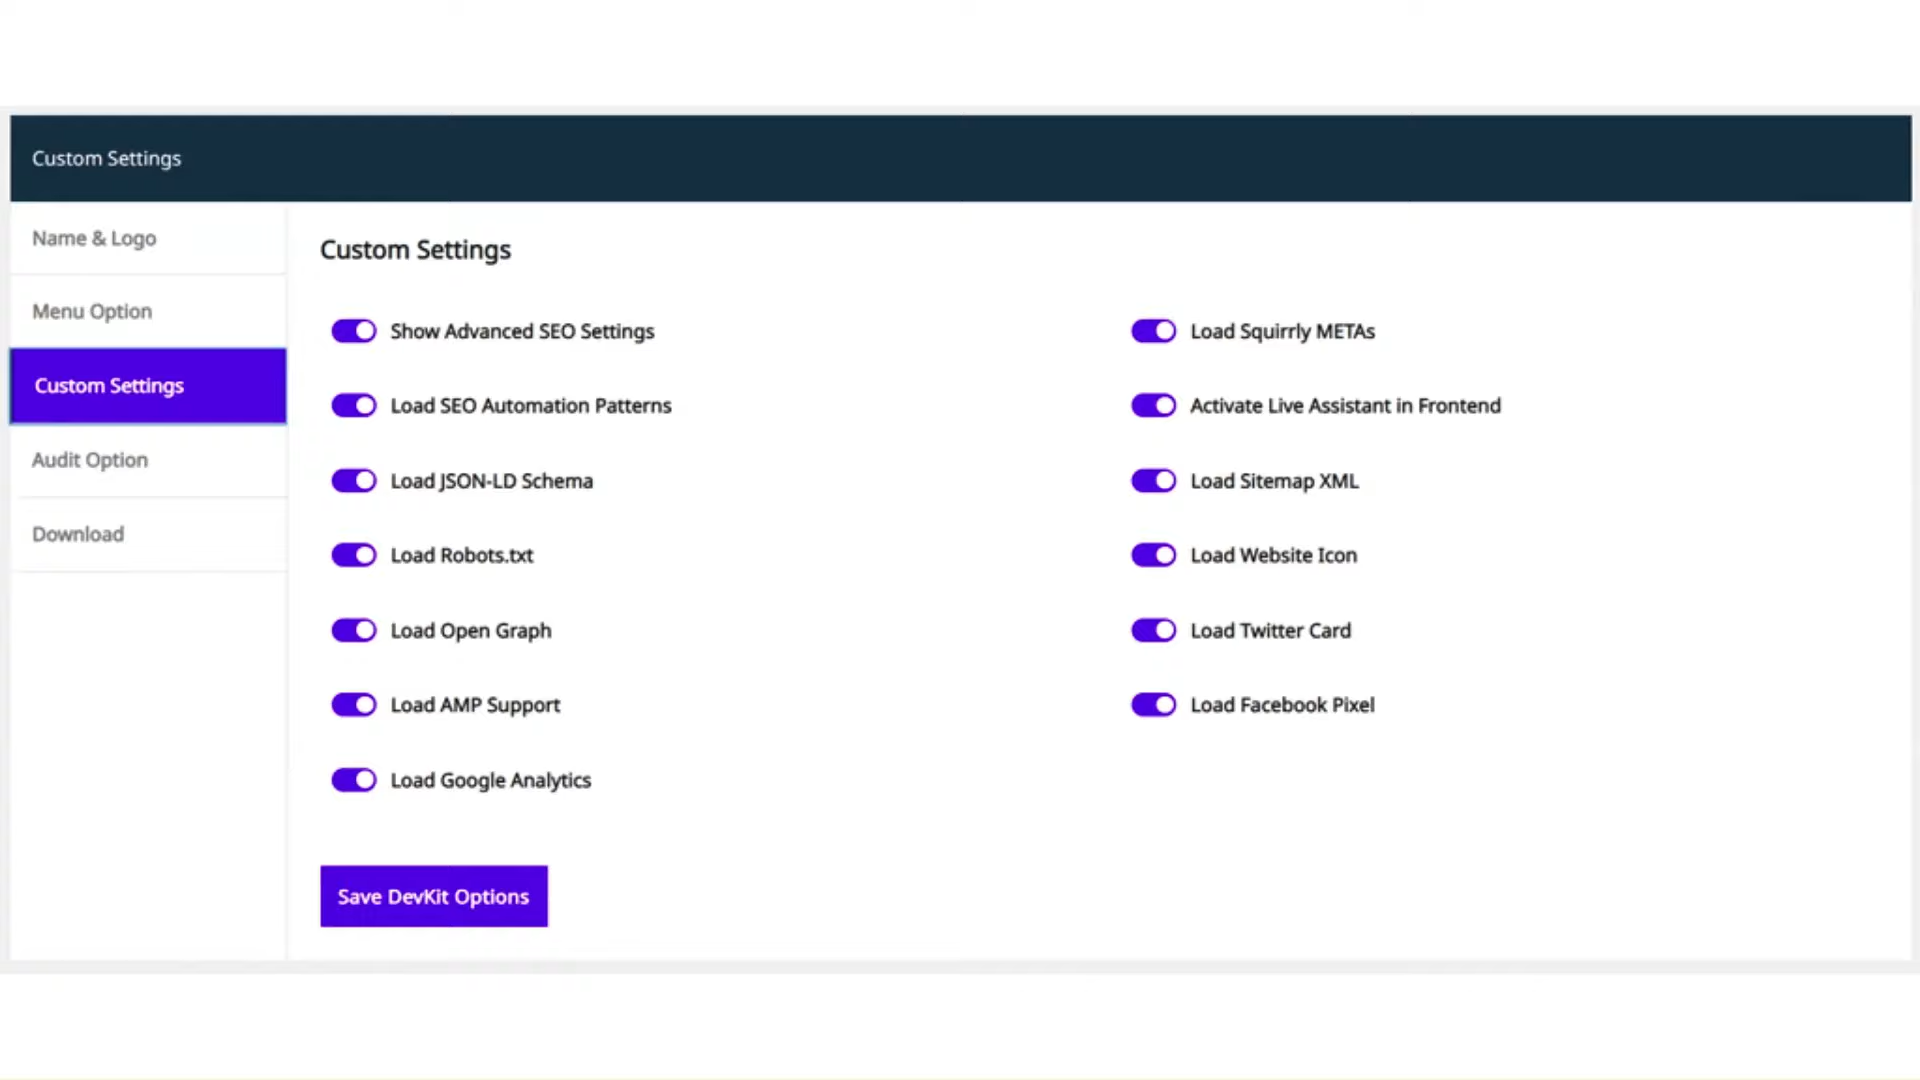 Custom Settings
Name & Logo
Menu Option
Custom Settings
Audit Option
Download
Custom Settings
Show Advanced SEO Settings
Load Squirrly METAs
Load SEO Automation Patterns
Activate Live Assistant in Frontend
Load JSON-LD Schema
Load Sitemap XML
Load Robots.txt
Load Website Icon
Load Open Graph
Load Twitter Card
Load AMP Support
Load Facebook Pixel
Load Google Analytics
Save DevKit Options